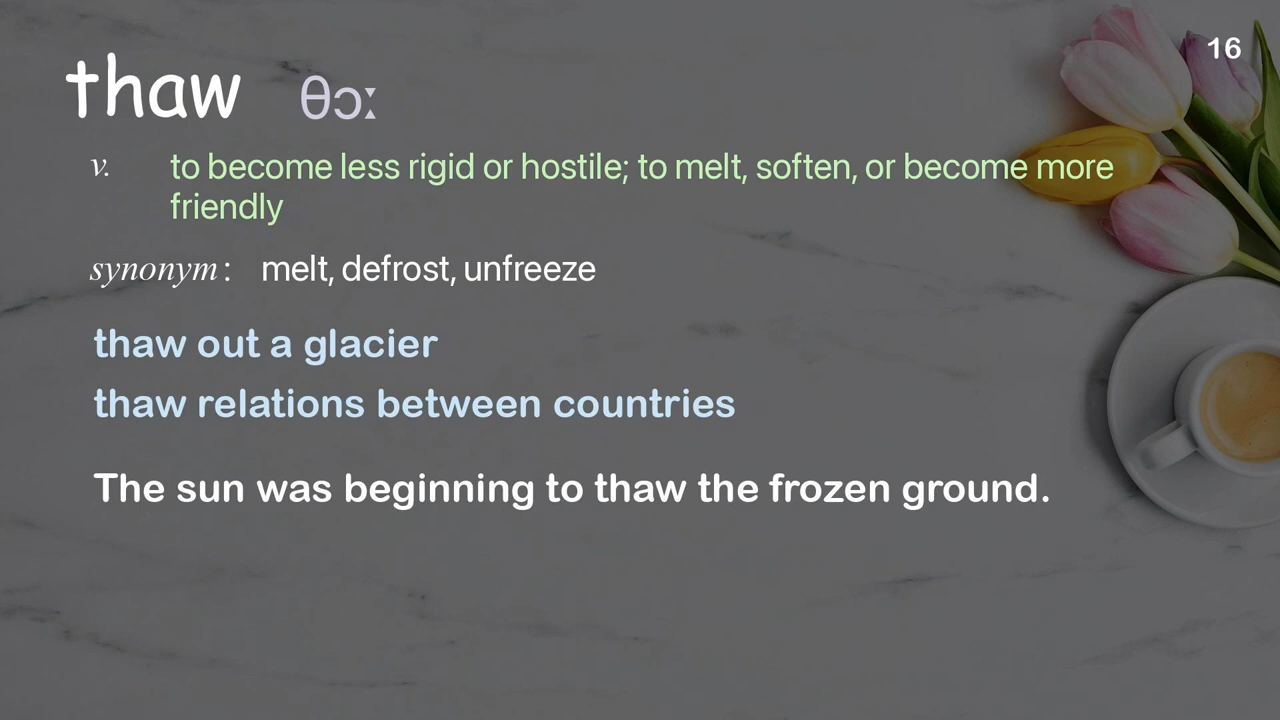 16
thaw θɔː
v. to become less rigid or hostile; to melt, soften, or become more
friendly
synonym : melt, defrost, unfreeze
thaw out a glacier
thaw relations between countries
The sun was beginning to thaw the frozen ground.